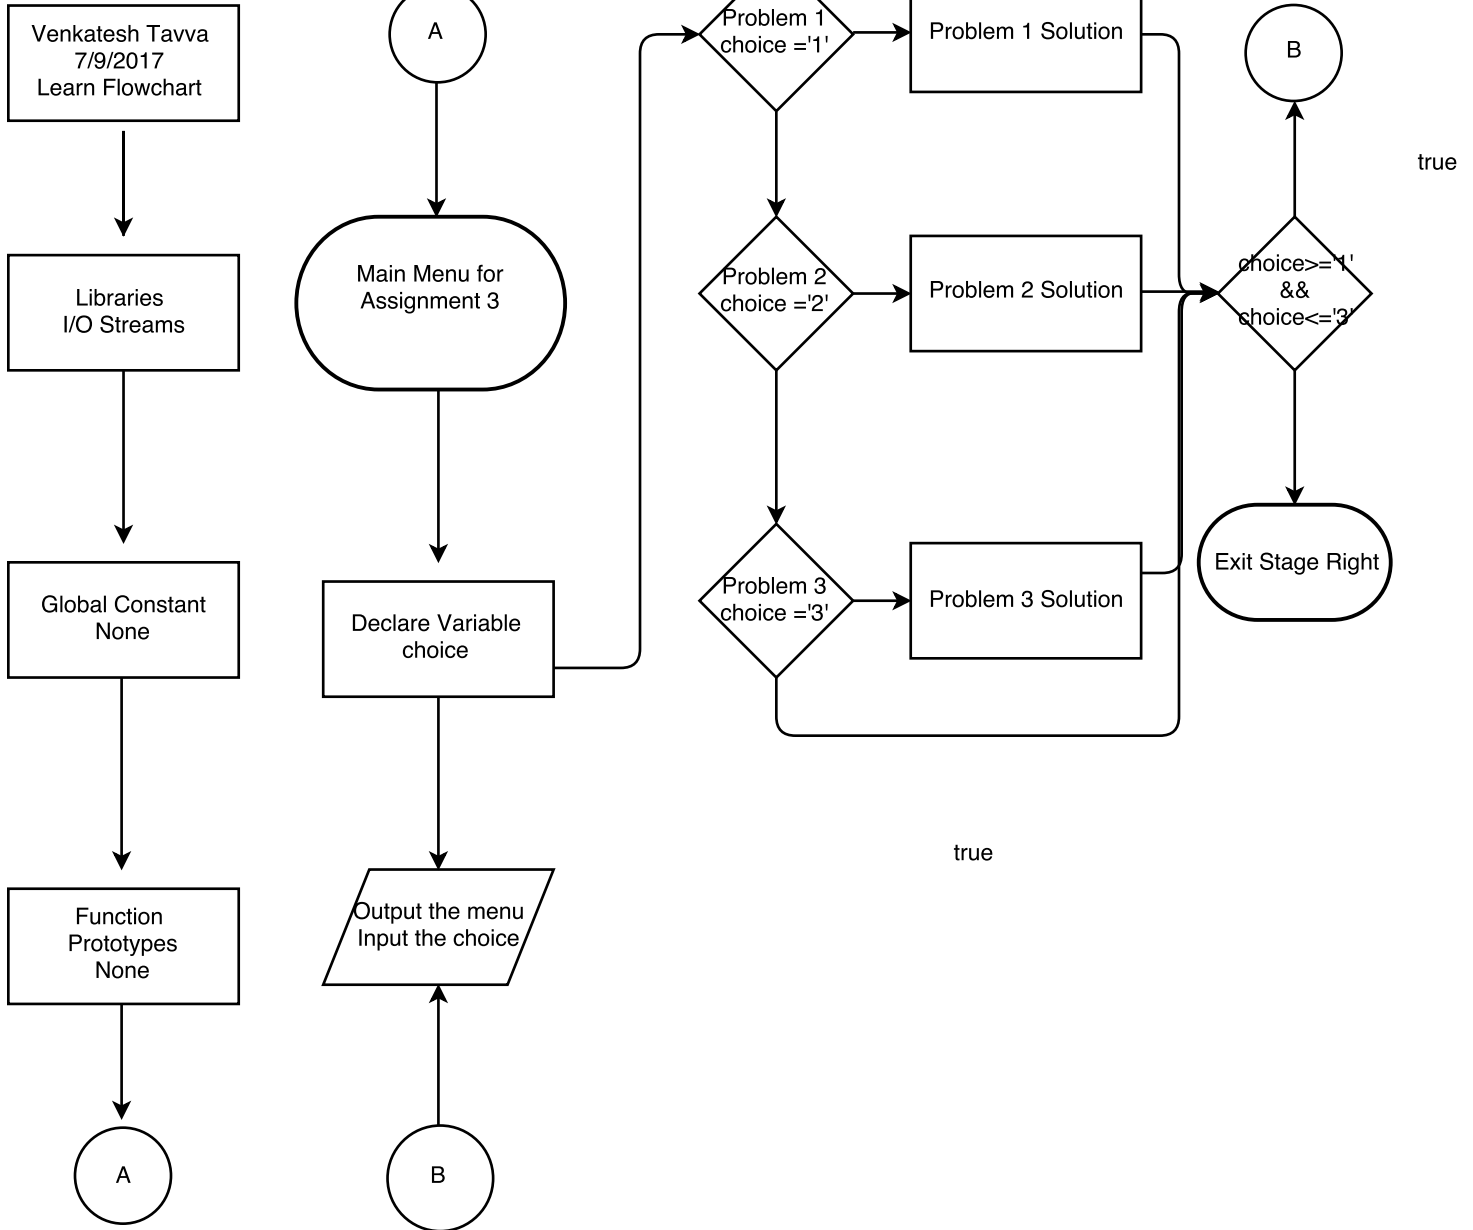 Venkatesh Tavva
7/9/2017
Learn Flowchart
Libraries
I/O Streams
Global Constant
None
Function
Prototypes
None
A
A
Main Menu for
Assignment 3
Declare Variable
choice
Output the menu
Input the choice
B
Problem 1
choice ='1'
Problem 1 Solution
Problem 2
choice ='2'
Problem 2 Solution
Problem 3
choice ='3'
Problem 3 Solution
true
B
true
choice>='1'
&&
choice<='3'
Exit Stage Right